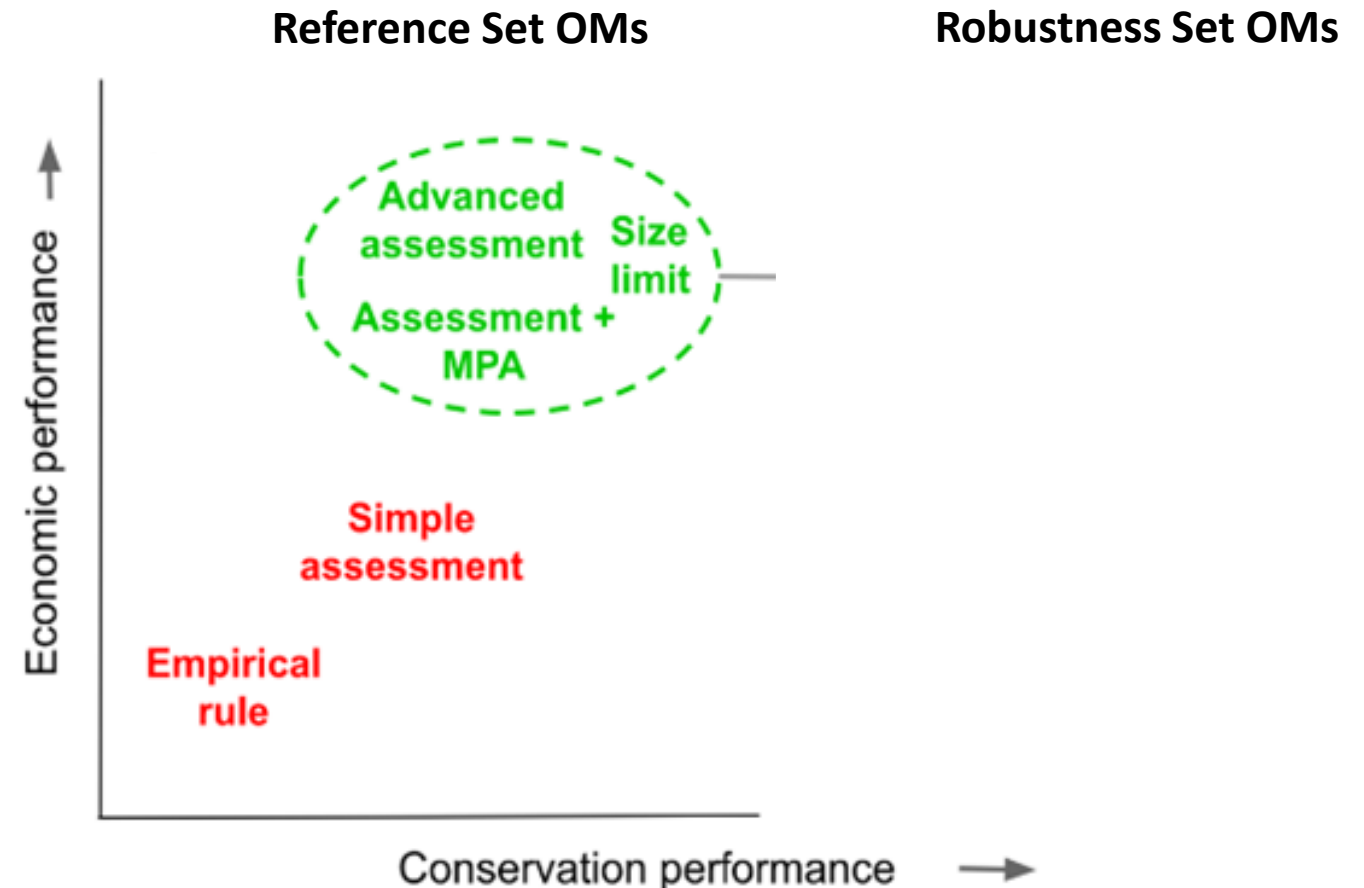 Reference Set OMs
Robustness Set OMs
Economic performance
Advanced
assessment
Size
limit
Assessment +
MPA
Simple
assessment
Empirical
rule
Conservation performance